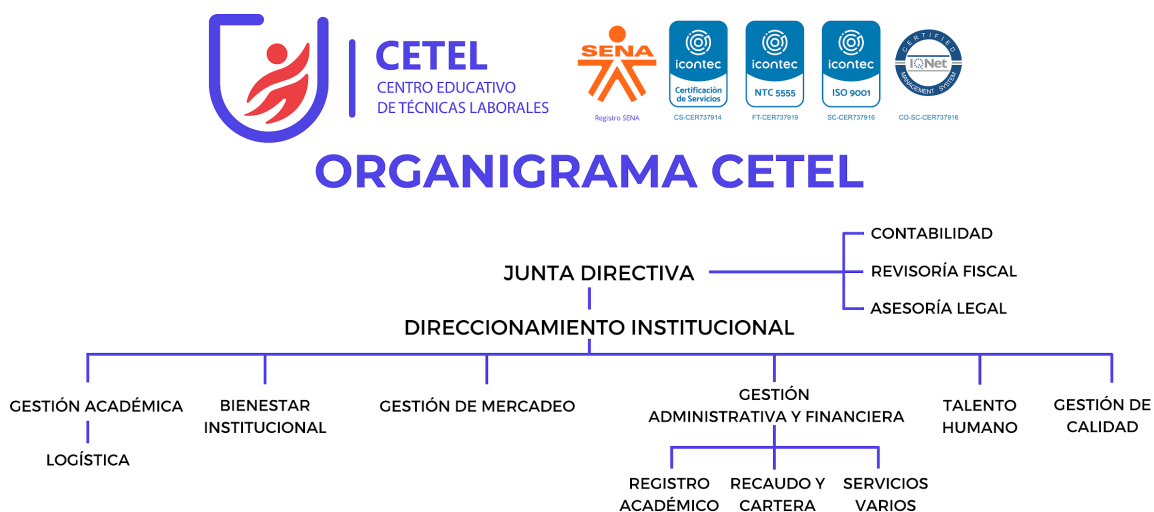 CETEL
CENTRO EDUCATIVO
DE TÉCNICAS LABORALES
SENA
Registro SENA
icontec
Certificación
de Servicios
CS-CER737914
icontec
NTC 5555
FT-CER737919
icontec
ISO 9001
SC-CER737916
CERTIFIED
IQNet
MANAGEMENT SYSTEM
CO-SC-CER737916
ORGANIGRAMA CETEL
CONTABILIDAD
JUNTA DIRECTIVA
REVISORÍA FISCAL
ASESORÍA LEGAL
DIRECCIONAMIENTO INSTITUCIONAL
GESTIÓN ACADÉMICA
BIENESTAR
INSTITUCIONAL
GESTIÓN DE MERCADEO
GESTIÓN
ADMINISTRATIVA Y FINANCIERA
TALENTO
HUMANO
GESTIÓN DE
CALIDAD
LOGÍSTICA
REGISTRO
ACADÉMICO
RECAUDO Y
CARTERA
SERVICIOS
VARIOS